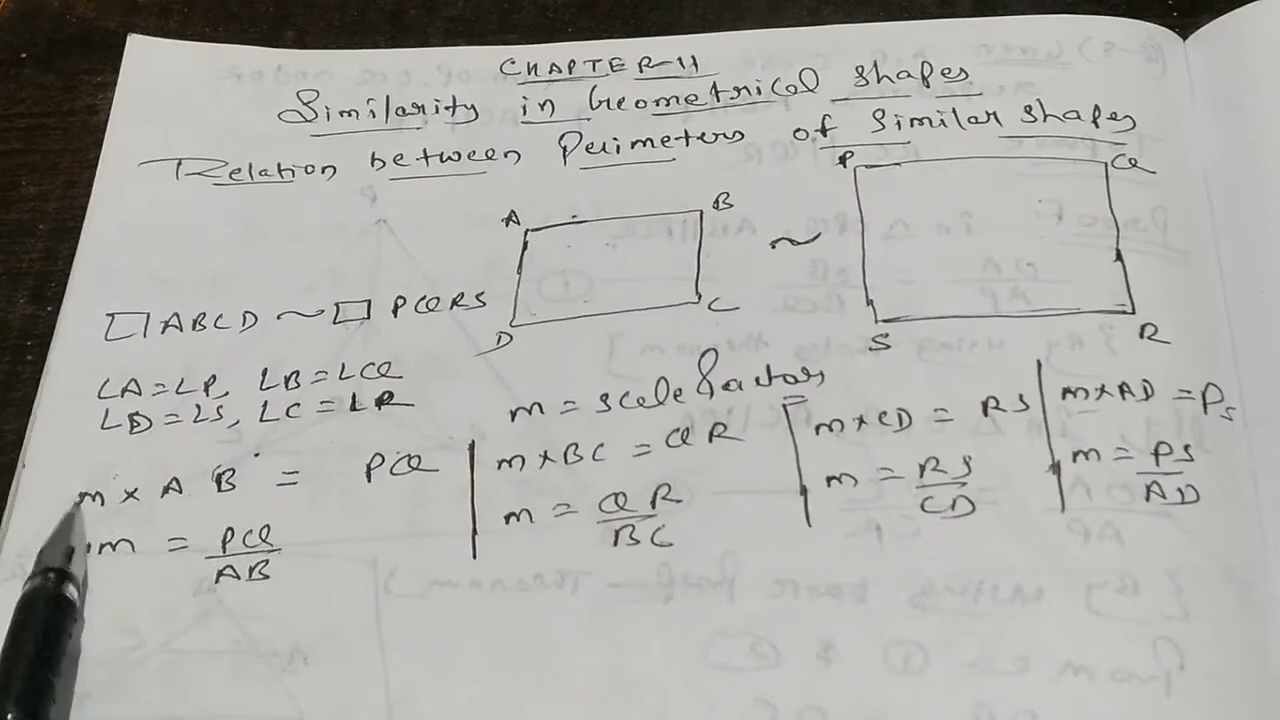 CHAPTER-11
Similarity in Geometrical shapes
Relation between Perimeters of Similar shapes
A B C D
~
P Q R S
□ABCD ~ □ PQRS
∠A=∠P, ∠B=∠Q
∠D=∠S, ∠C=∠R
m = scale factor
m × AB = PQ
m = PQ/AB
m×BC = QR
m = QR/BC
m×CD = RS
m = RS/CD
m×AD = PS
m = PS/AD